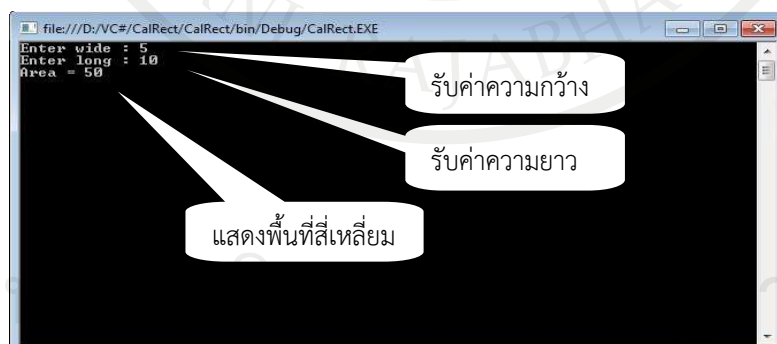 file:///D:/VC#/CalRect/CalRect/bin/Debug/CalRect.EXE
Enter wide : 5
Enter long : 10
Area = 50
รับค่าความกว้าง
รับค่าความยาว
แสดงพื้นที่สี่เหลี่ยม